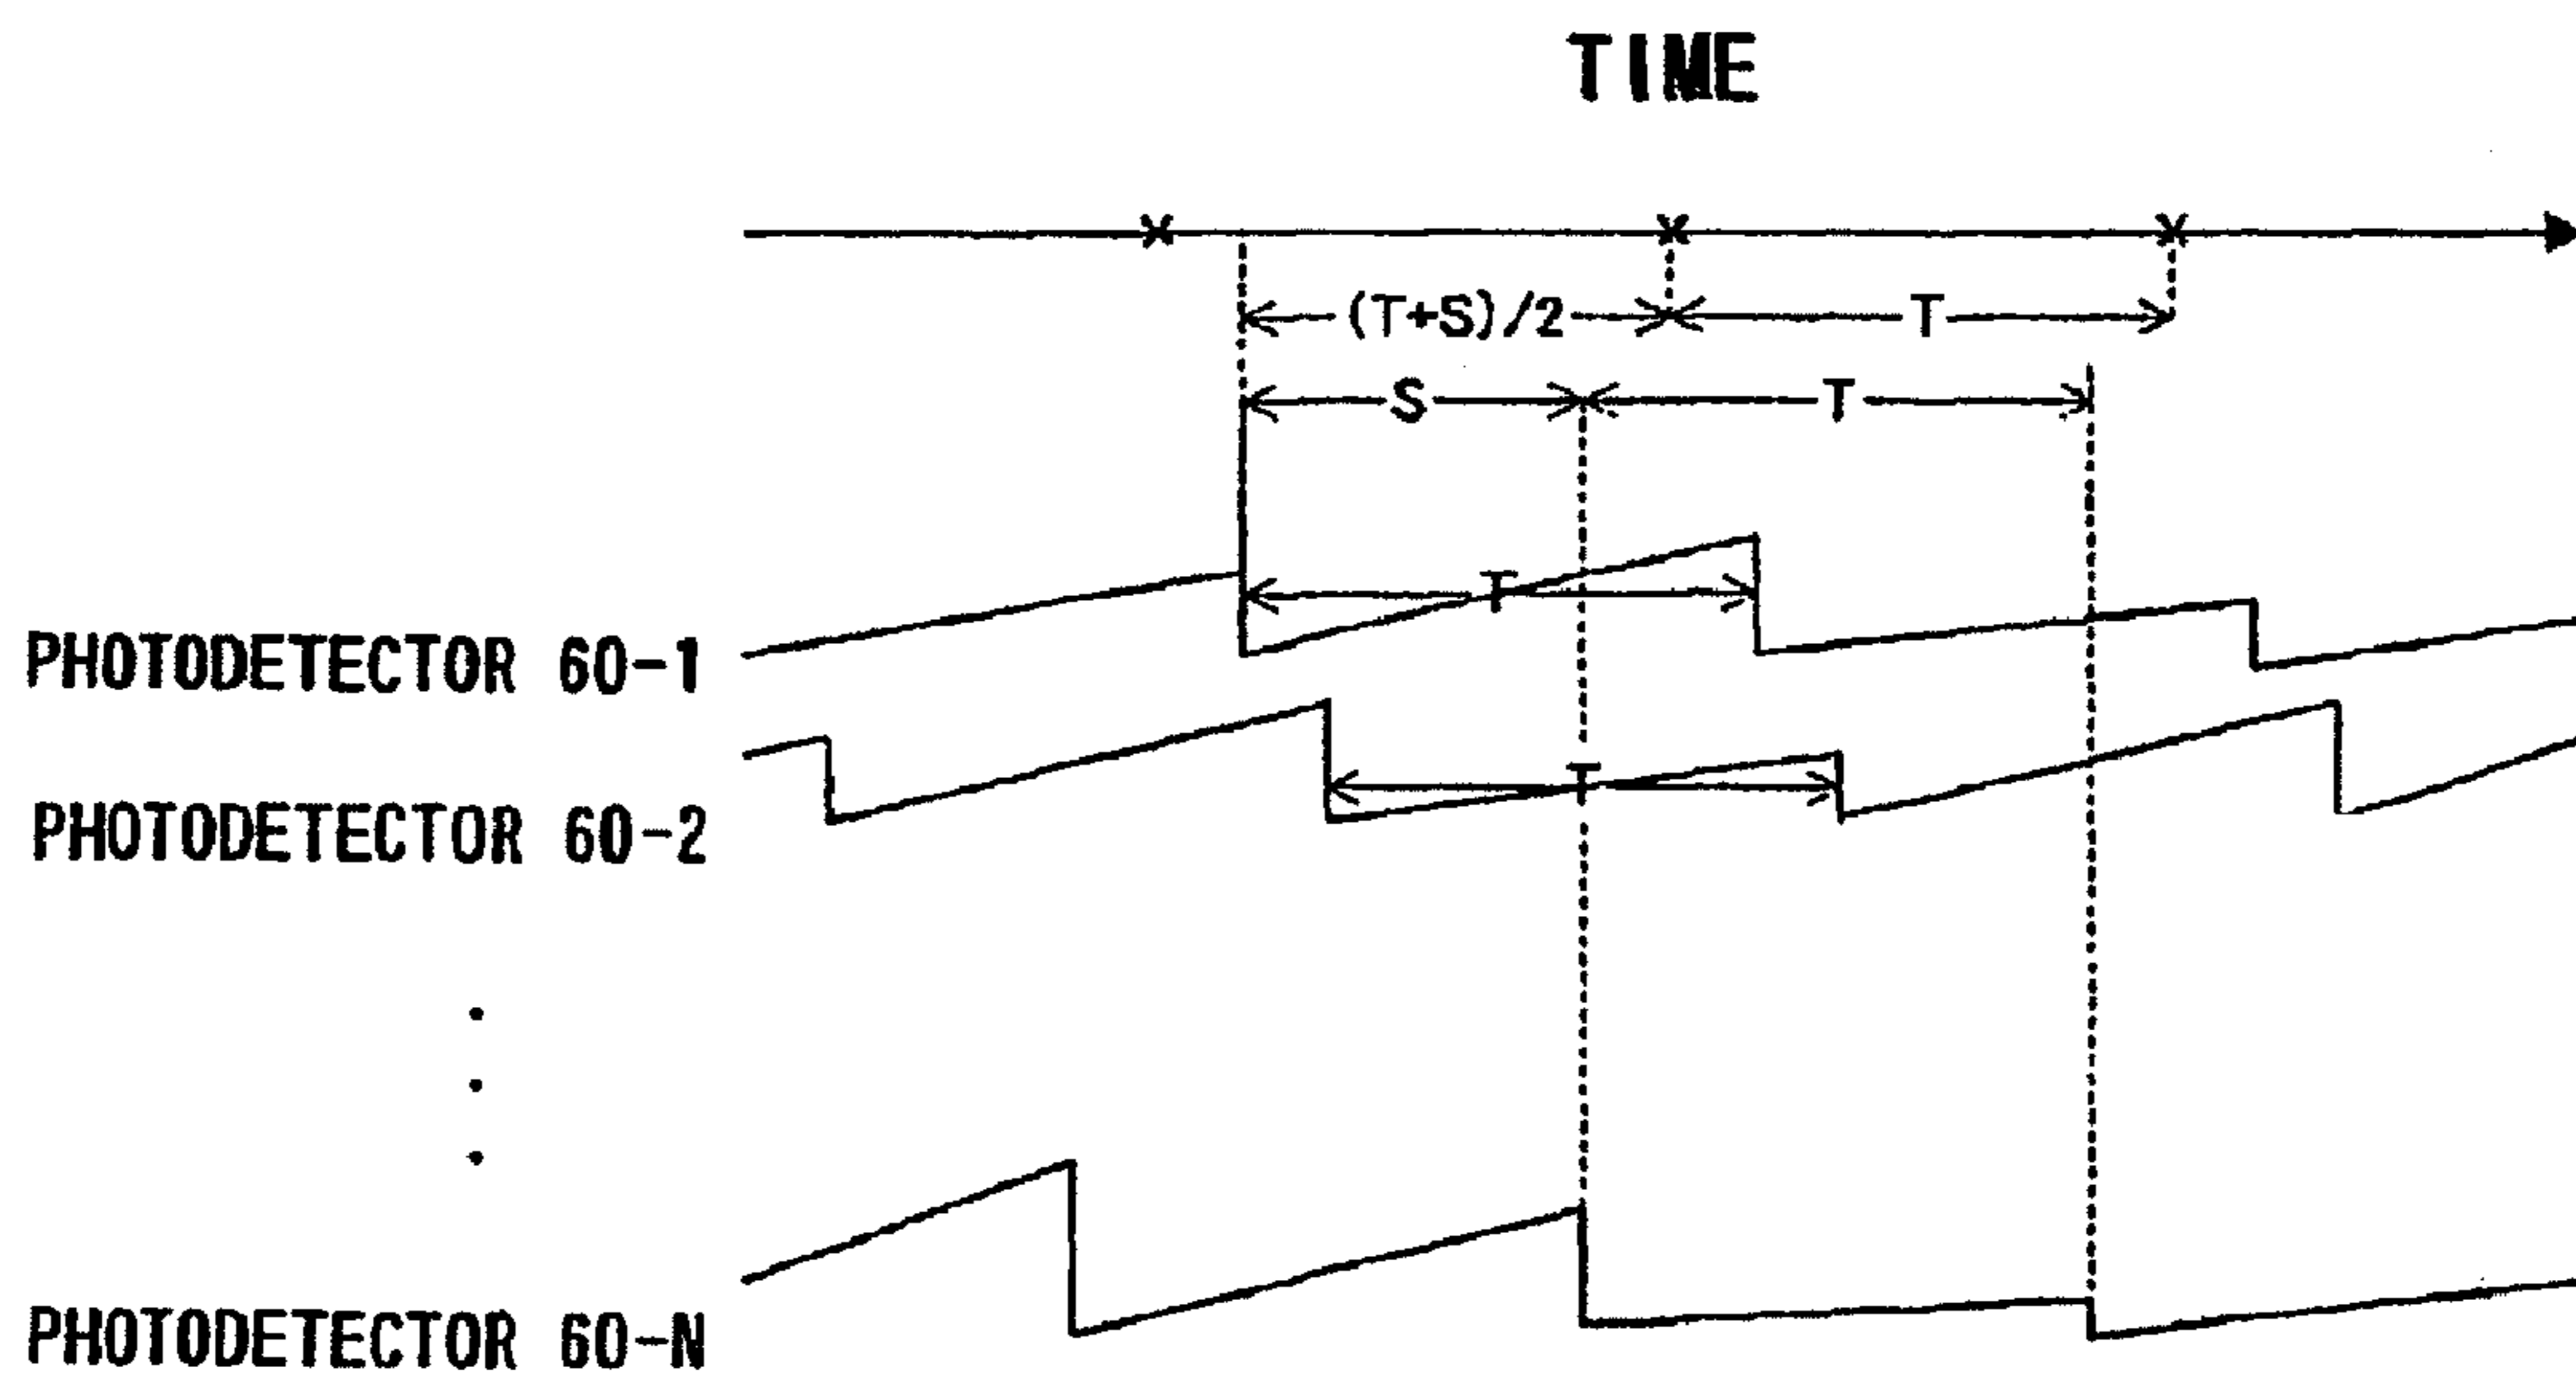 TIME
(T+S)/2 T
S T
T
PHOTODETECTOR 60-1
T
PHOTODETECTOR 60-2
PHOTODETECTOR 60-N